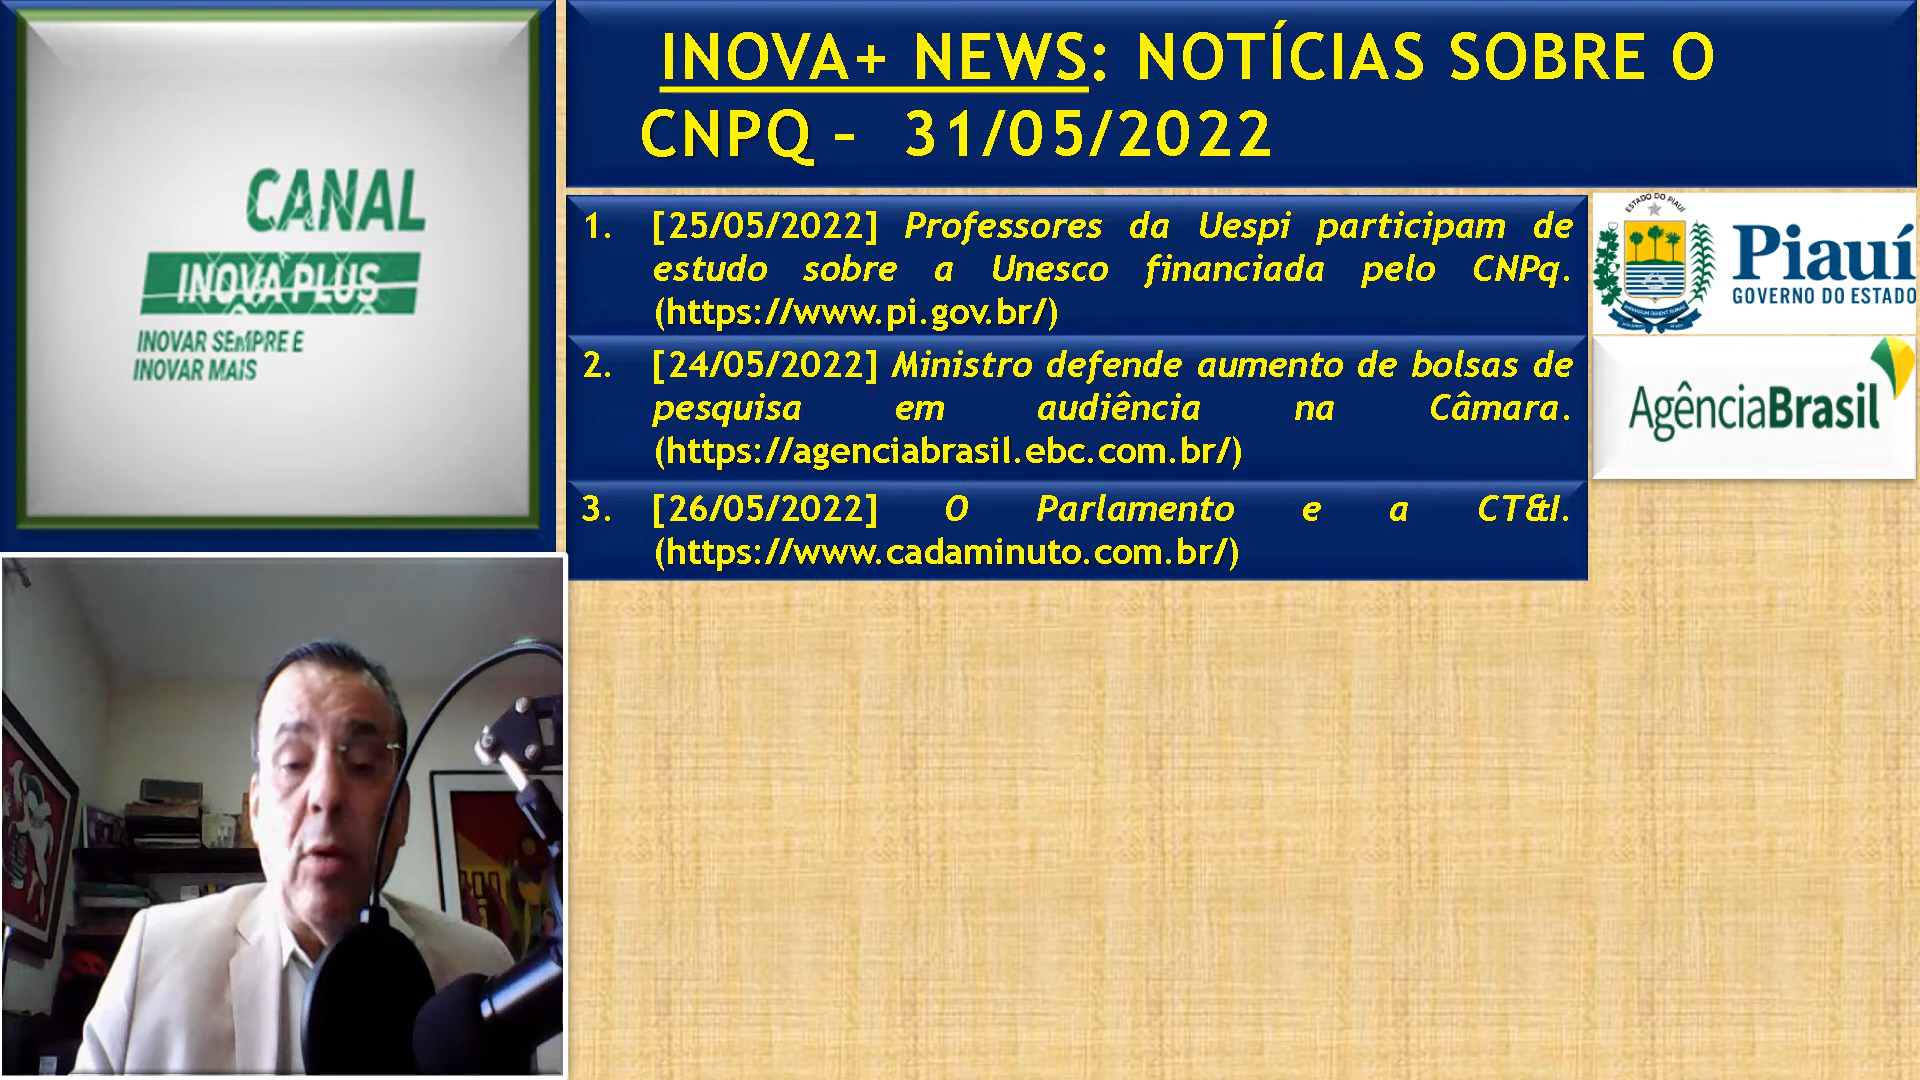 CANAL
INOVA PLUS
INOVAR SEMPRE E
INOVAR MAIS
INOVA+ NEWS: NOTÍCIAS SOBRE O
CNPQ – 31/05/2022
1. [25/05/2022] Professores da Uespi participam de
estudo sobre a Unesco financiada pelo CNPq.
(https://www.pi.gov.br/)
ESTADO DO PIAUÍ
Piauí
GOVERNO DO ESTADO
2. [24/05/2022] Ministro defende aumento de bolsas de
pesquisa em audiência na Câmara.
(https://agenciabrasil.ebc.com.br/)
AgênciaBrasil
3. [26/05/2022] O Parlamento e a CT&I.
(https://www.cadaminuto.com.br/)